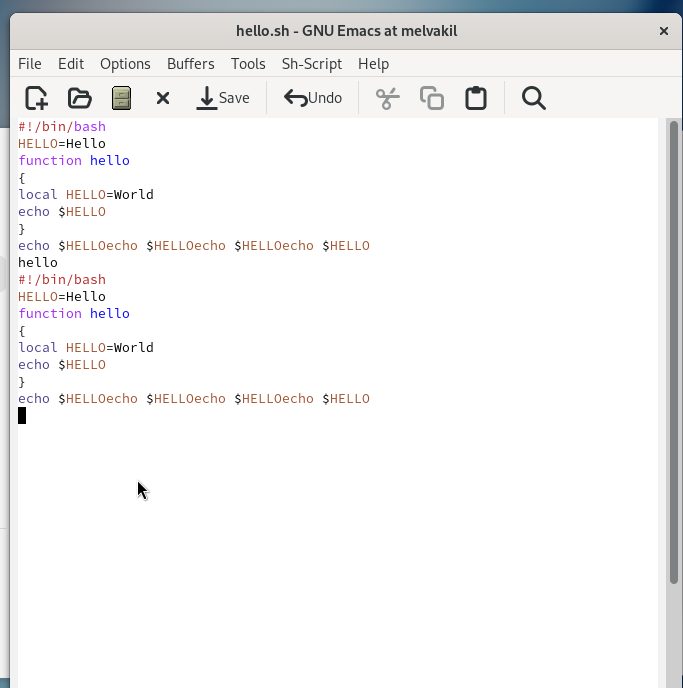 hello.sh - GNU Emacs at melvakil
File Edit Options Buffers Tools Sh-Script Help
Save Undo
#!/bin/bash
HELLO=Hello
function hello
{
local HELLO=World
echo $HELLO
}
echo $HELLOecho $HELLOecho $HELLOecho $HELLO
hello
#!/bin/bash
HELLO=Hello
function hello
{
local HELLO=World
echo $HELLO
}
echo $HELLOecho $HELLOecho $HELLOecho $HELLO